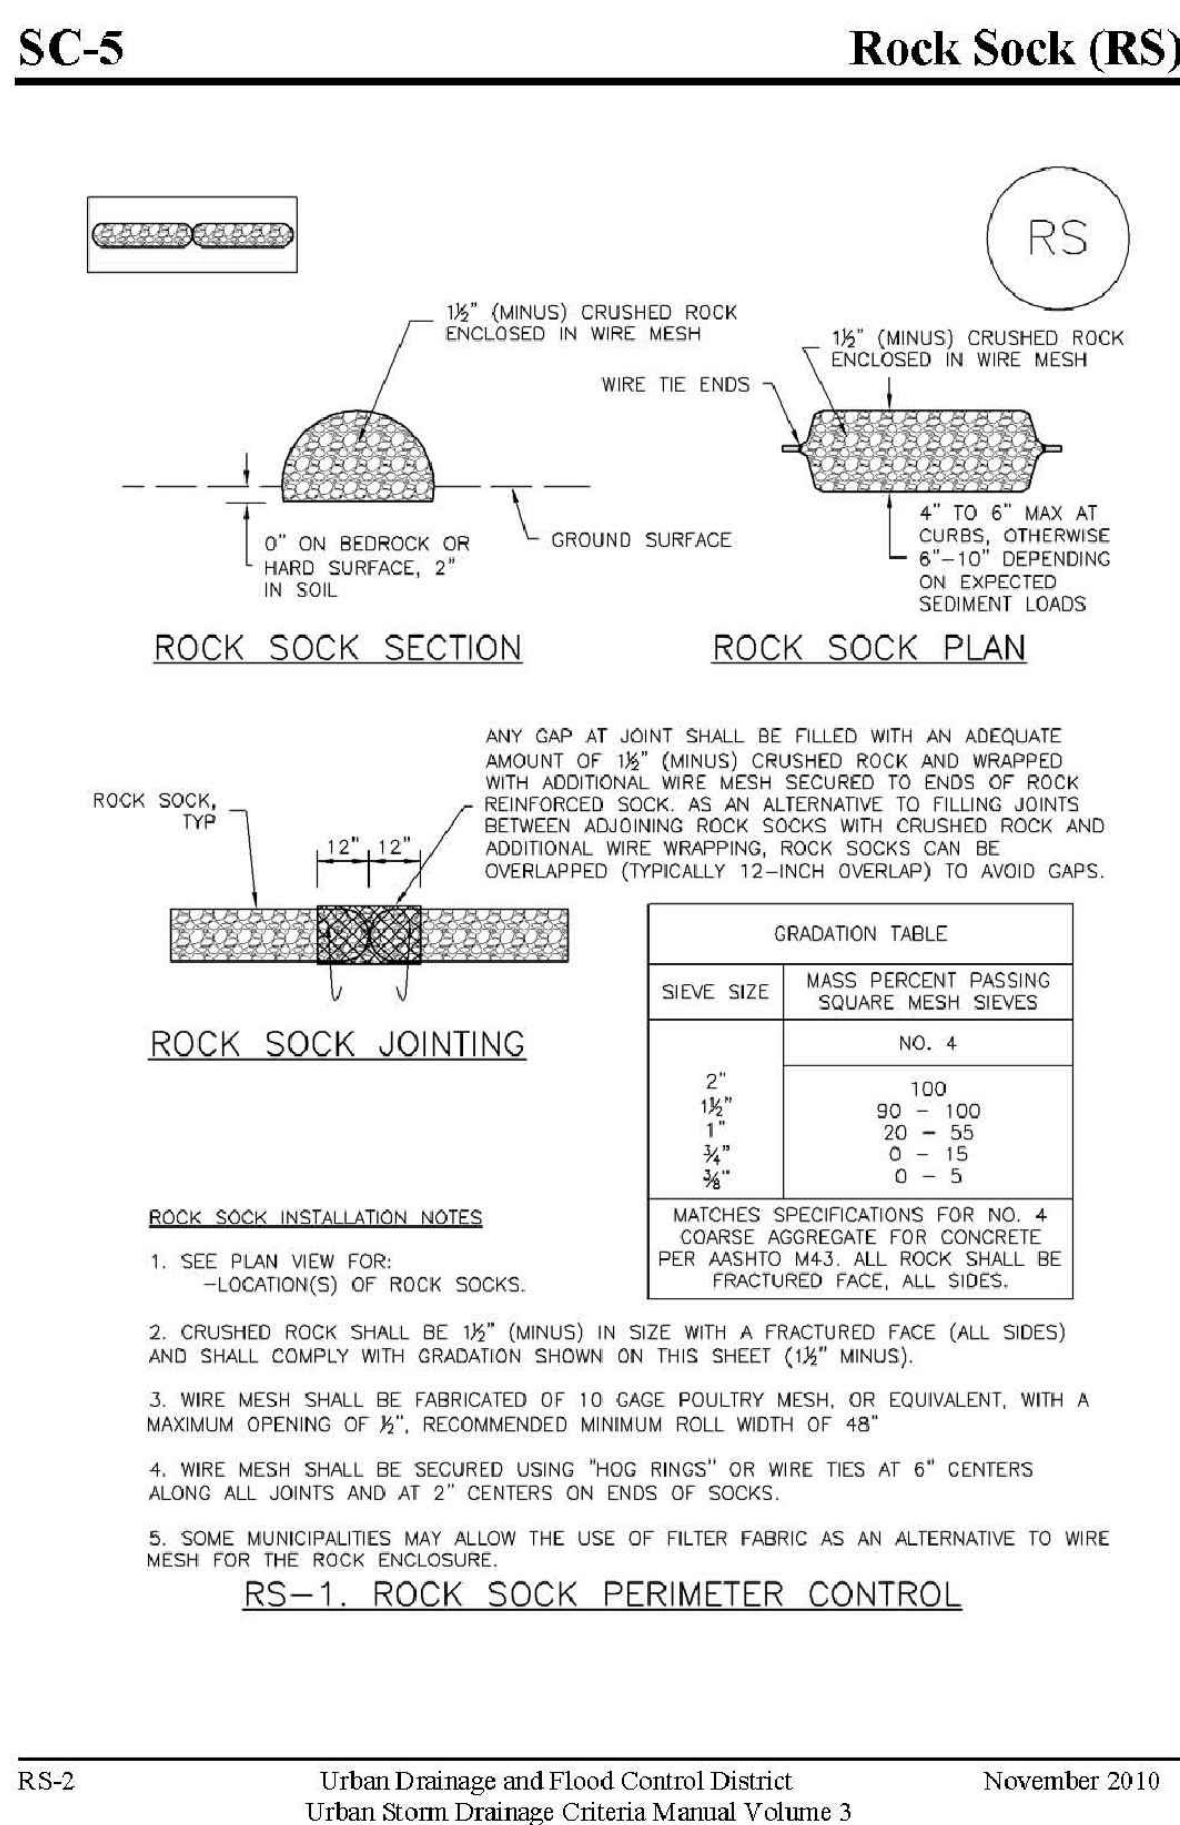 SC-5
Rock Sock (RS)
RS
1½" (MINUS) CRUSHED ROCK
ENCLOSED IN WIRE MESH
1½" (MINUS) CRUSHED ROCK
ENCLOSED IN WIRE MESH
WIRE TIE ENDS
GROUND SURFACE
0" ON BEDROCK OR
HARD SURFACE, 2"
IN SOIL
4" TO 6" MAX AT
CURBS, OTHERWISE
6"-10" DEPENDING
ON EXPECTED
SEDIMENT LOADS
ROCK SOCK SECTION
ROCK SOCK PLAN
ANY GAP AT JOINT SHALL BE FILLED WITH AN ADEQUATE
AMOUNT OF 1½" (MINUS) CRUSHED ROCK AND WRAPPED
WITH ADDITIONAL WIRE MESH SECURED TO ENDS OF ROCK
REINFORCED SOCK. AS AN ALTERNATIVE TO FILLING JOINTS
BETWEEN ADJOINING ROCK SOCKS WITH CRUSHED ROCK AND
ADDITIONAL WIRE WRAPPING, ROCK SOCKS CAN BE
OVERLAPPED (TYPICALLY 12-INCH OVERLAP) TO AVOID GAPS.
ROCK SOCK,
TYP
12" 12"
ROCK SOCK JOINTING
GRADATION TABLE
SIEVE SIZE
MASS PERCENT PASSING
SQUARE MESH SIEVES
NO. 4
2" 100
1½" 90 - 100
1" 20 - 55
¾" 0 - 15
⅜" 0 - 5
MATCHES SPECIFICATIONS FOR NO. 4
COARSE AGGREGATE FOR CONCRETE
PER AASHTO M43. ALL ROCK SHALL BE
FRACTURED FACE, ALL SIDES.
ROCK SOCK INSTALLATION NOTES
1. SEE PLAN VIEW FOR:
-LOCATION(S) OF ROCK SOCKS.
2. CRUSHED ROCK SHALL BE 1½" (MINUS) IN SIZE WITH A FRACTURED FACE (ALL SIDES)
AND SHALL COMPLY WITH GRADATION SHOWN ON THIS SHEET (1½" MINUS).
3. WIRE MESH SHALL BE FABRICATED OF 10 GAGE POULTRY MESH, OR EQUIVALENT, WITH A
MAXIMUM OPENING OF ½", RECOMMENDED MINIMUM ROLL WIDTH OF 48"
4. WIRE MESH SHALL BE SECURED USING "HOG RINGS" OR WIRE TIES AT 6" CENTERS
ALONG ALL JOINTS AND AT 2" CENTERS ON ENDS OF SOCKS.
5. SOME MUNICIPALITIES MAY ALLOW THE USE OF FILTER FABRIC AS AN ALTERNATIVE TO WIRE
MESH FOR THE ROCK ENCLOSURE.
RS-1. ROCK SOCK PERIMETER CONTROL
RS-2
Urban Drainage and Flood Control District
November 2010
Urban Storm Drainage Criteria Manual Volume 3